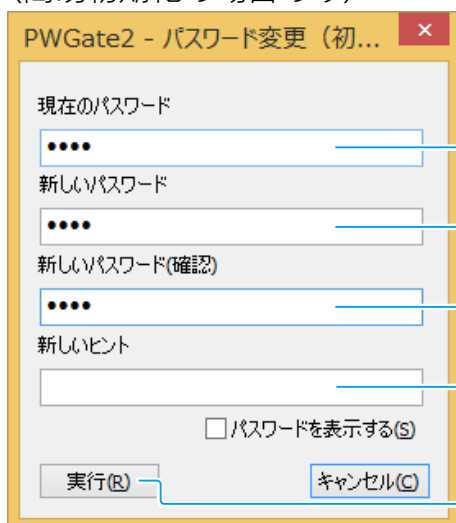 PWGate2 - パスワード変更（初...
現在のパスワード
••••
新しいパスワード
••••
新しいパスワード(確認)
••••
新しいヒント
パスワードを表示する(S)
実行(R)
キャンセル(C)